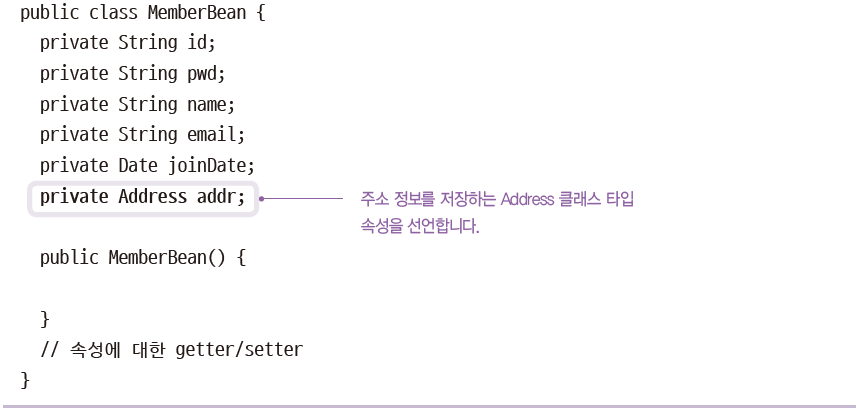 public class MemberBean {
private String id;
private String pwd;
private String name;
private String email;
private Date joinDate;
private Address addr;
주소 정보를 저장하는 Address 클래스 타입
속성을 선언합니다.
public MemberBean() {
}
// 속성에 대한 getter/setter
}